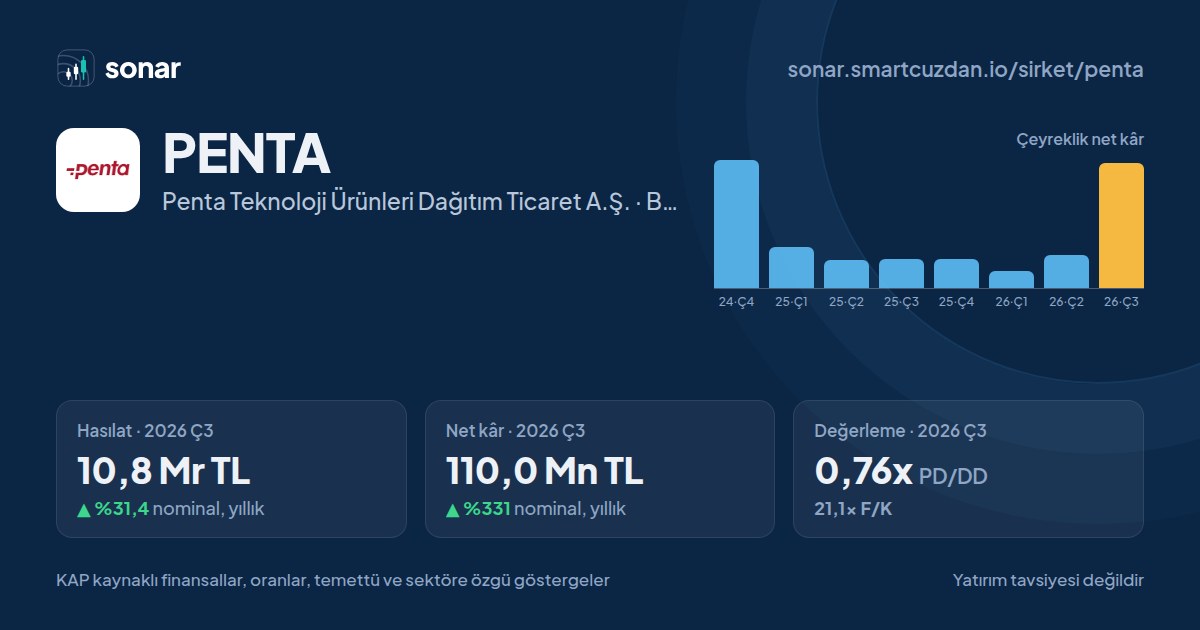 sonar
sonar.smartcuzdan.io/sirket/penta
penta
PENTA
Penta Teknoloji Ürünleri Dağıtım Ticaret A.Ş. · B...
Çeyreklik net kâr
24-Ç4 25-Ç1 25-Ç2 25-Ç3 25-Ç4 26-Ç1 26-Ç2 26-Ç3
Hasılat · 2026 Ç3
10,8 Mr TL
▲ %31,4 nominal, yıllık
Net kâr · 2026 Ç3
110,0 Mn TL
▲ %331 nominal, yıllık
Değerleme · 2026 Ç3
0,76x PD/DD
21,1× F/K
KAP kaynaklı finansallar, oranlar, temettü ve sektöre özgü göstergeler
Yatırım tavsiyesi değildir